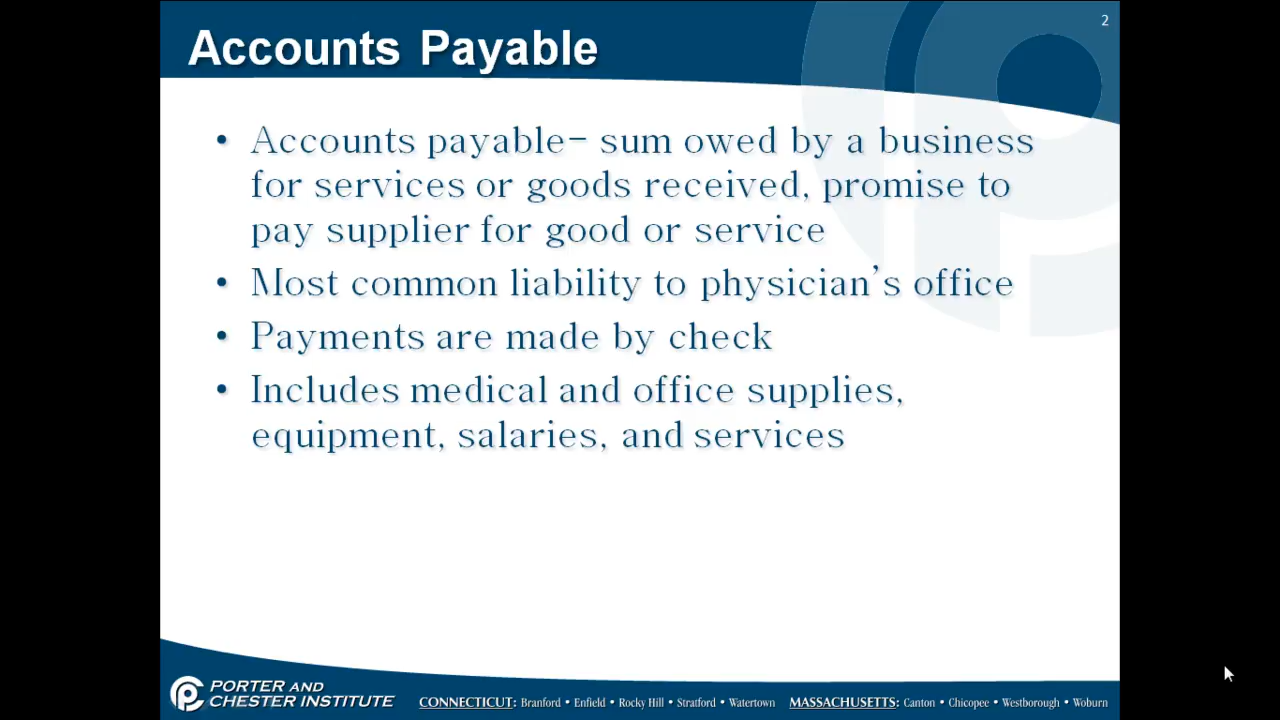 2
Accounts Payable
• Accounts payable– sum owed by a business
for services or goods received, promise to
pay supplier for good or service
• Most common liability to physician’s office
• Payments are made by check
• Includes medical and office supplies,
equipment, salaries, and services
PORTER AND
CHESTER INSTITUTE
CONNECTICUT: Branford • Enfield • Rocky Hill • Stratford • Watertown MASSACHUSETTS: Canton • Chicopee • Westborough • Woburn